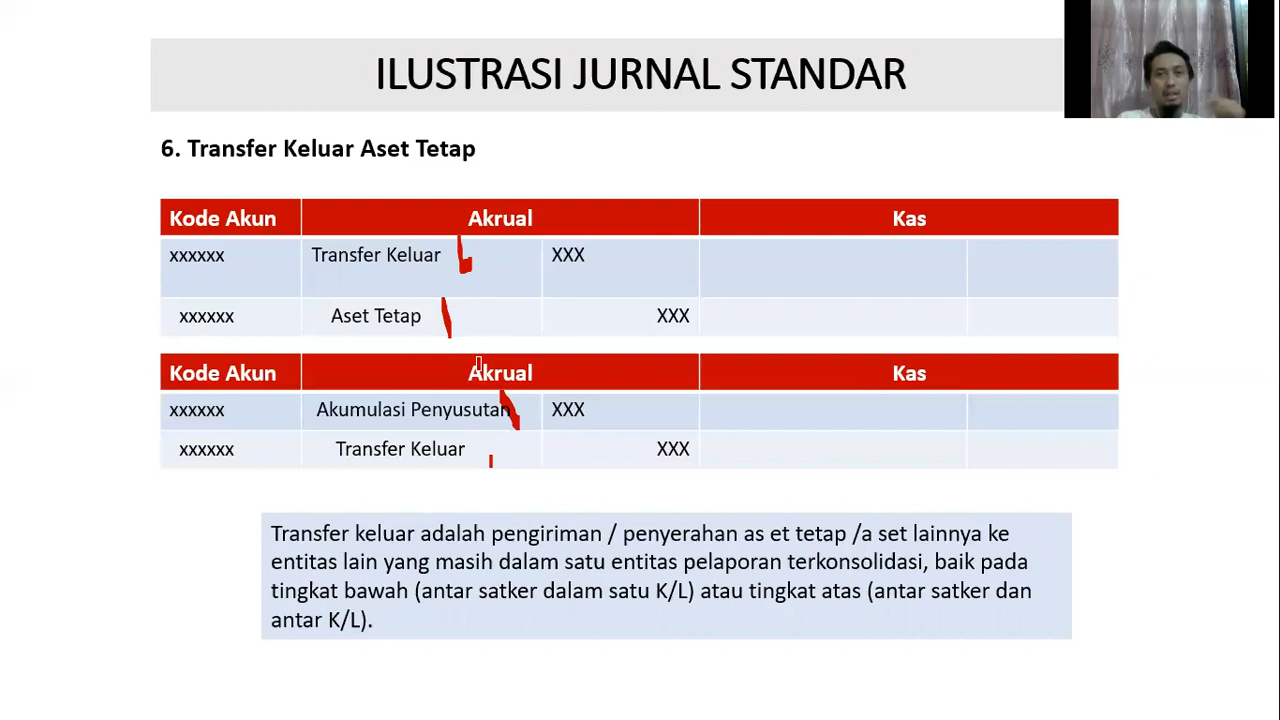 ILUSTRASI JURNAL STANDAR
6. Transfer Keluar Aset Tetap
Kode Akun Akrual Kas
xxxxxx Transfer Keluar XXX
xxxxxx Aset Tetap XXX
Kode Akun Akrual Kas
xxxxxx Akumulasi Penyusutan XXX
xxxxxx Transfer Keluar XXX
Transfer keluar adalah pengiriman / penyerahan as et tetap /a set lainnya ke
entitas lain yang masih dalam satu entitas pelaporan terkonsolidasi, baik pada
tingkat bawah (antar satker dalam satu K/L) atau tingkat atas (antar satker dan
antar K/L).